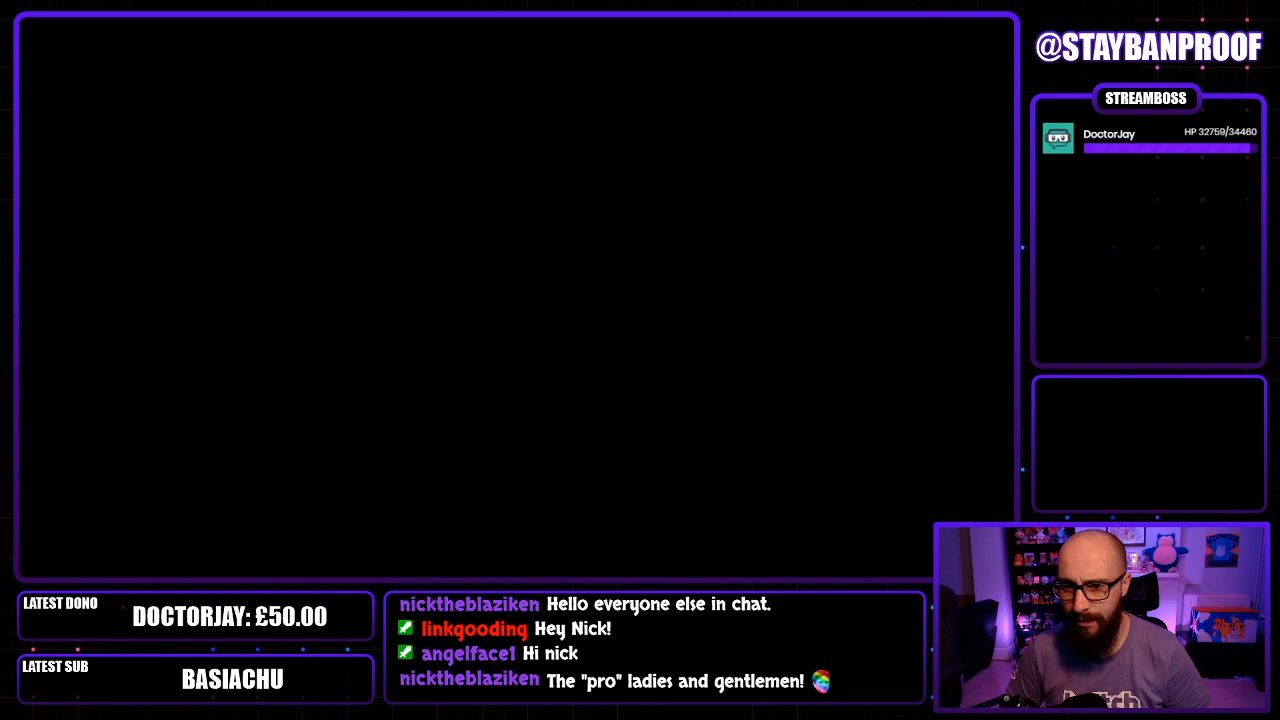 @STAYBANPROOF
STREAMBOSS
DoctorJay HP 32759/34460
LATEST DONO
DOCTORJAY: £50.00
LATEST SUB
BASIACHU
nicktheblaziken Hello everyone else in chat.
linkgooding Hey Nick!
angelface1 Hi nick
nicktheblaziken The "pro" ladies and gentlemen!
twitch